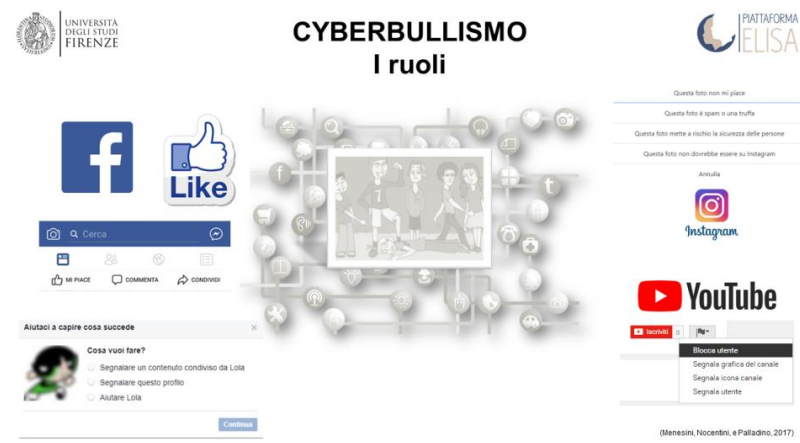 UNIVERSITÀ
DEGLI STUDI
FIRENZE
CYBERBULLISMO
I ruoli
PIATTAFORMA
ELISA
Like
Cerca
MI PIACE
COMMENTA
CONDIVIDI
Aiutaci a capire cosa succede
Cosa vuoi fare?
Segnalare un contenuto condiviso da Lola
Segnalare questo profilo
Aiutare Lola
Continua
Questa foto non mi piace
Questa foto è spam o una truffa
Questa foto mette a rischio la sicurezza delle persone
Questa foto non dovrebbe essere su Instagram
Annulla
Instagram
YouTube
Iscriviti 0
Blocca utente
Segnala grafica del canale
Segnala icona canale
Segnala utente
(Menesini, Nocentini, e Palladino, 2017)